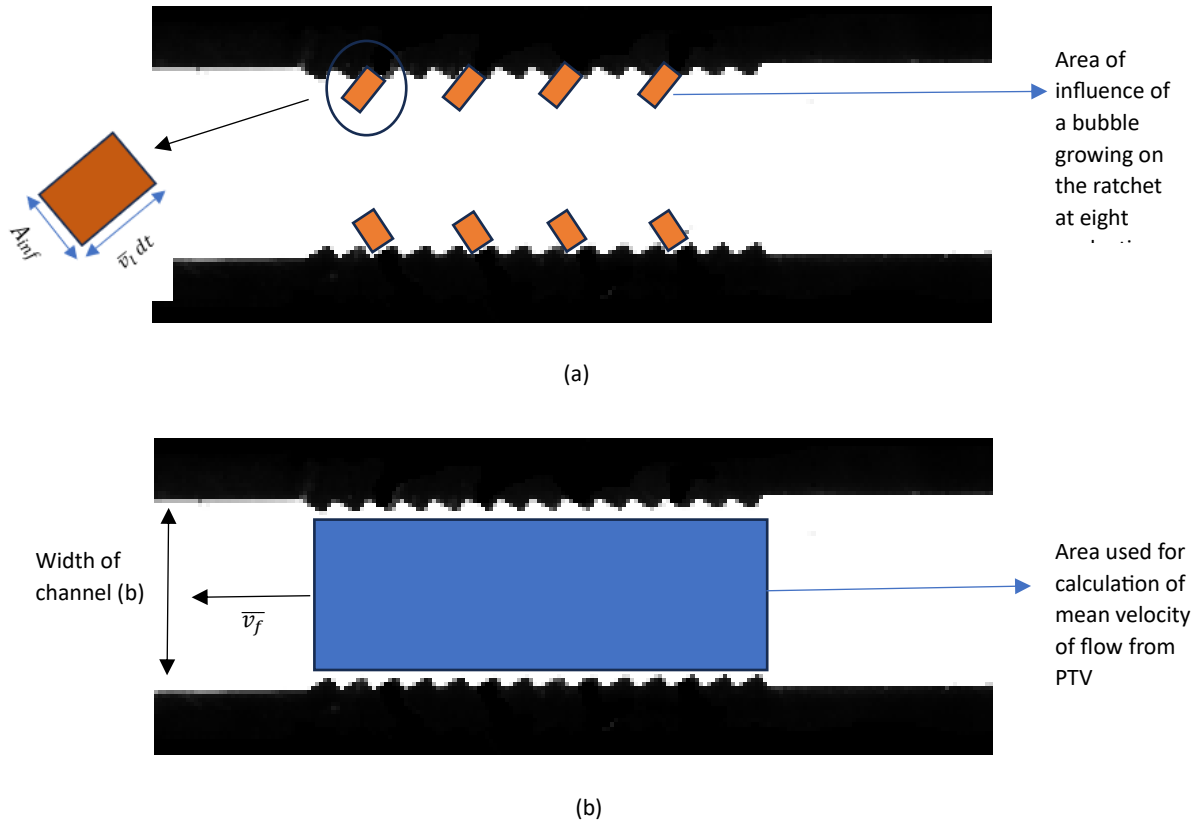 Area of
influence of
a bubble
growing on
the ratchet
at eight
A_inf
v̄_l dt
(a)
Width of
channel (b)
v̄_f
Area used for
calculation of
mean velocity
of flow from
PTV
(b)